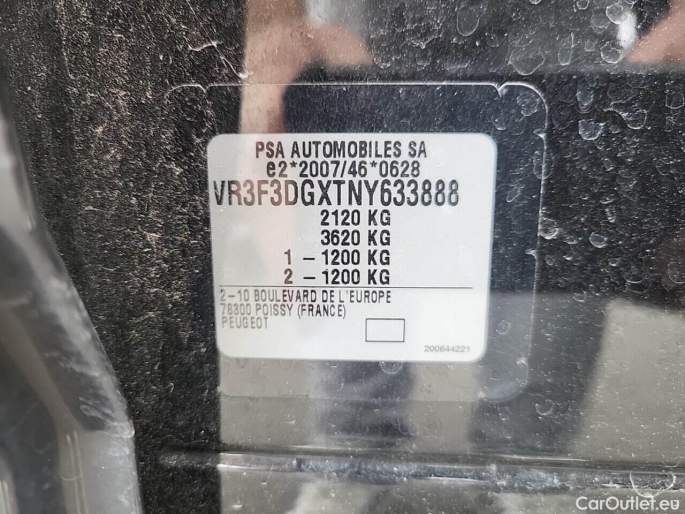 PSA AUTOMOBILES SA
e2*2007/46*0628
VR3F3DGXTNY633888
2120 KG
3620 KG
1 - 1200 KG
2 - 1200 KG
2-10 BOULEVARD DE L'EUROPE
78300 POISSY (FRANCE)
PEUGEOT
200644221
CarOutlet.eu